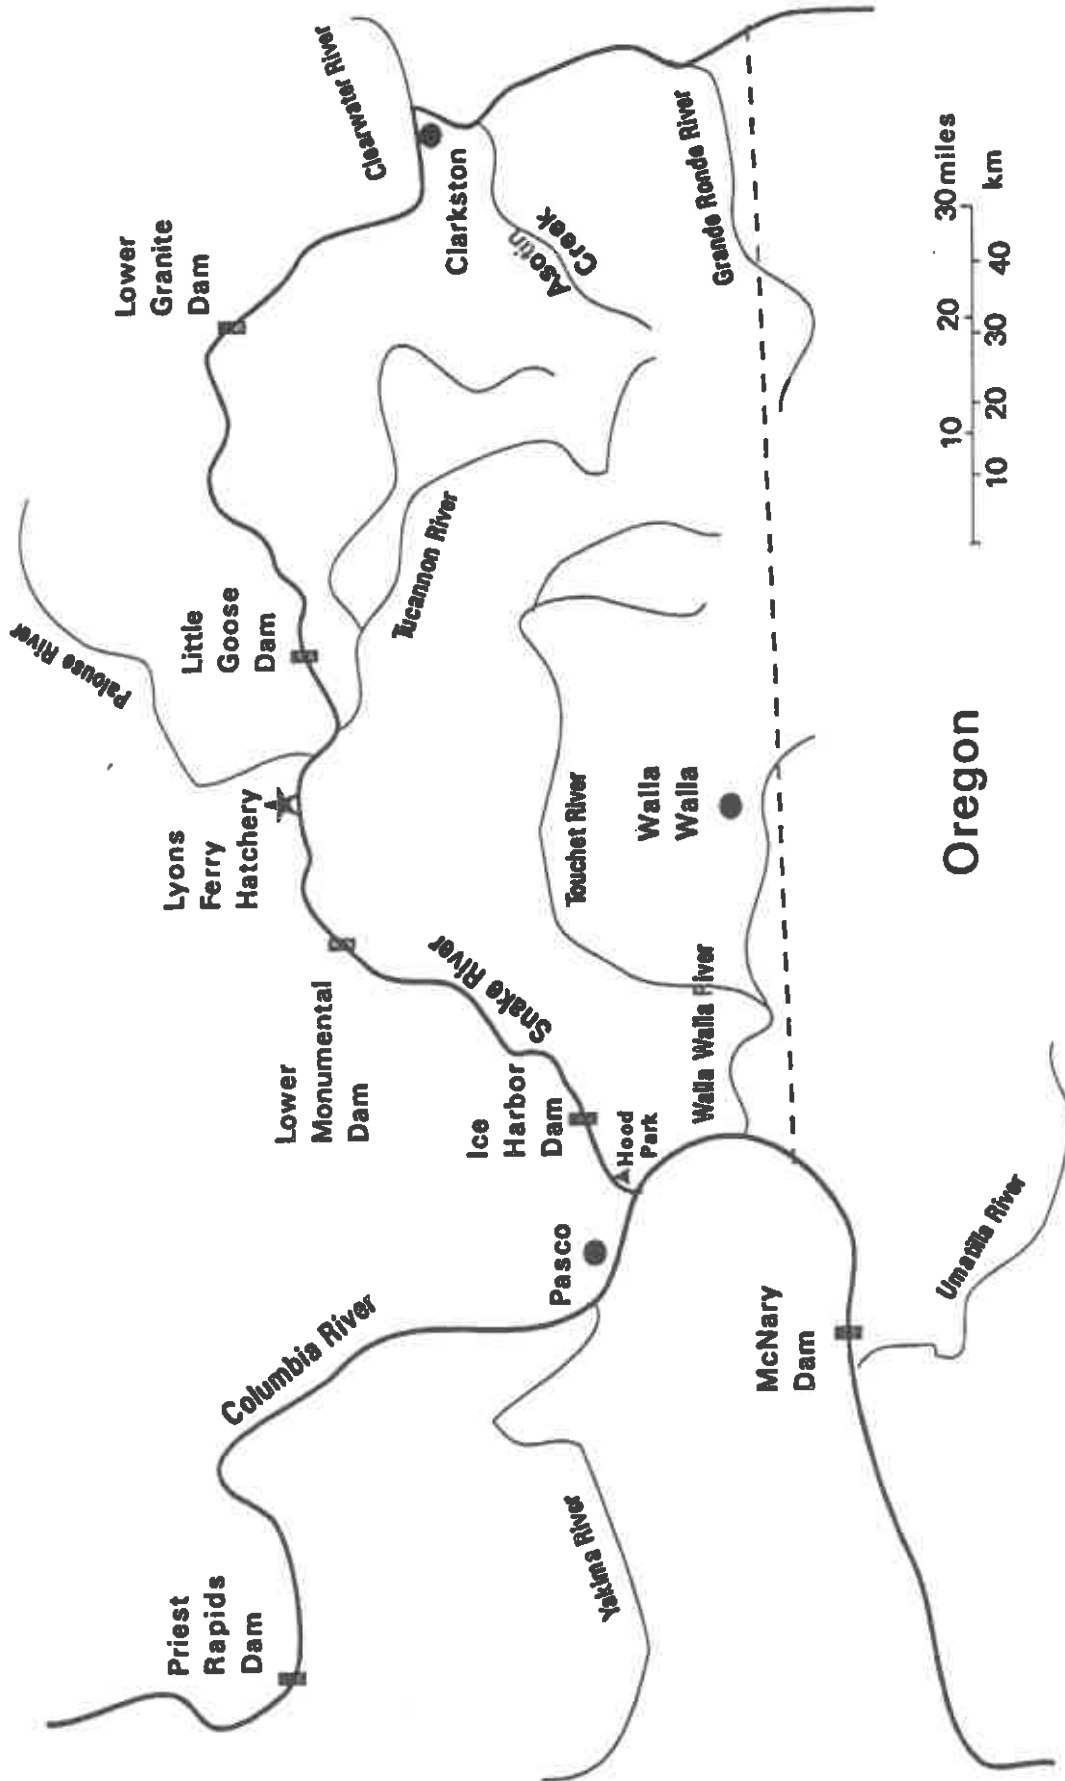 Clearwater River
Lower
Granite
Dam
Clarkston
Asotin
Creek
Grande Ronde River
Palouse River
Little
Goose
Dam
Tucannon River
Lyons
Ferry
Hatchery
Touchet River
Walla
Walla
Lower
Monumental
Dam
Snake River
Ice
Harbor
Dam
Hood
Park
Walla Walla River
Pasco
Columbia River
Priest
Rapids
Dam
Yakima River
McNary
Dam
Umatilla River
Oregon
10 20 30 miles
10 20 30 40 km